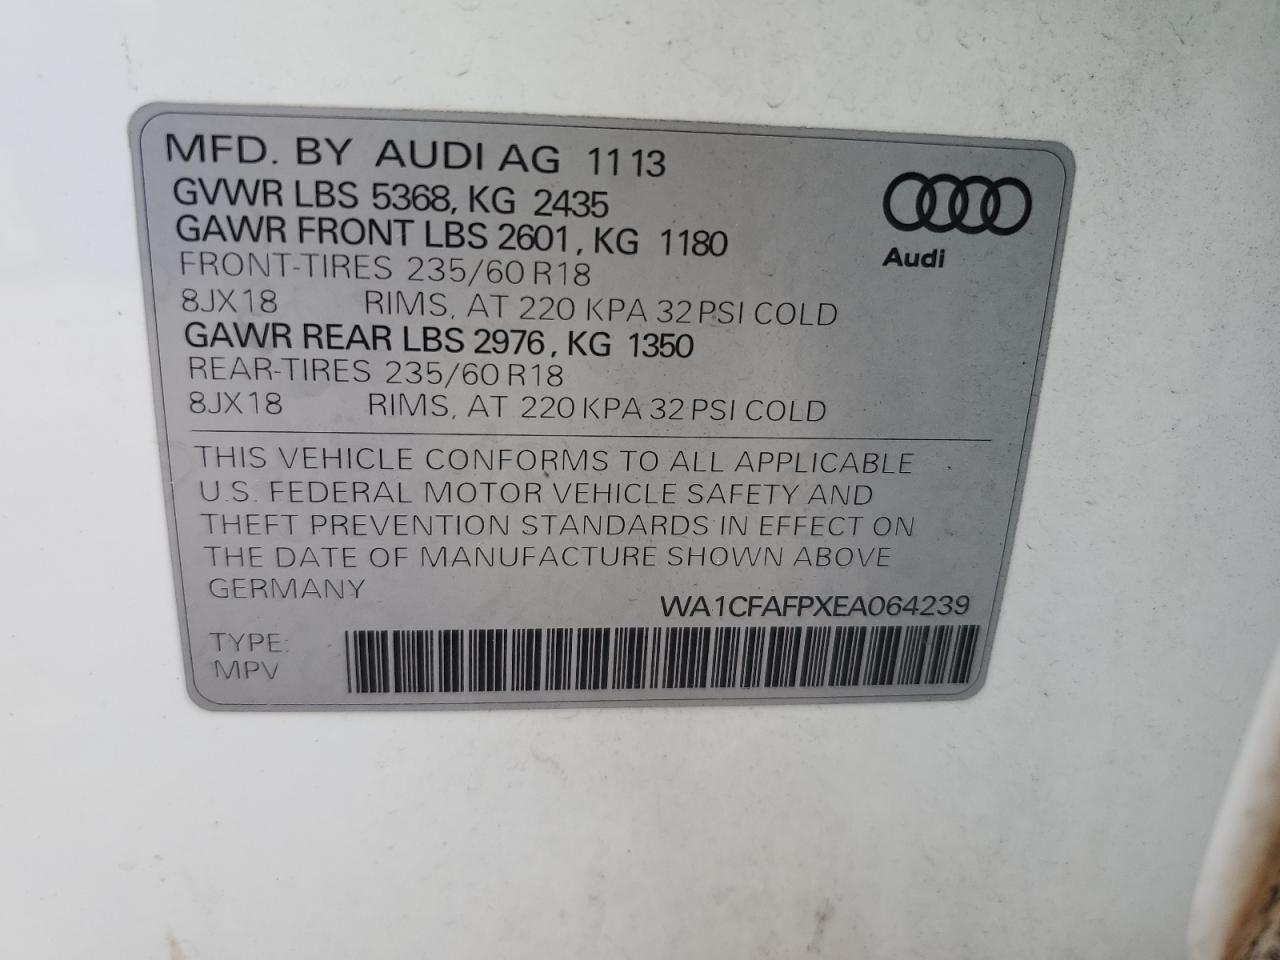 MFD. BY AUDI AG 11 13
GVWR LBS 5368, KG 2435
GAWR FRONT LBS 2601, KG 1180
FRONT-TIRES 235/60 R18
8JX18 RIMS, AT 220 KPA 32 PSI COLD
GAWR REAR LBS 2976, KG 1350
REAR-TIRES 235/60 R18
8JX18 RIMS, AT 220 KPA 32 PSI COLD
Audi
THIS VEHICLE CONFORMS TO ALL APPLICABLE
U.S. FEDERAL MOTOR VEHICLE SAFETY AND
THEFT PREVENTION STANDARDS IN EFFECT ON
THE DATE OF MANUFACTURE SHOWN ABOVE
GERMANY
WA1CFAFPXEA064239
TYPE:
MPV